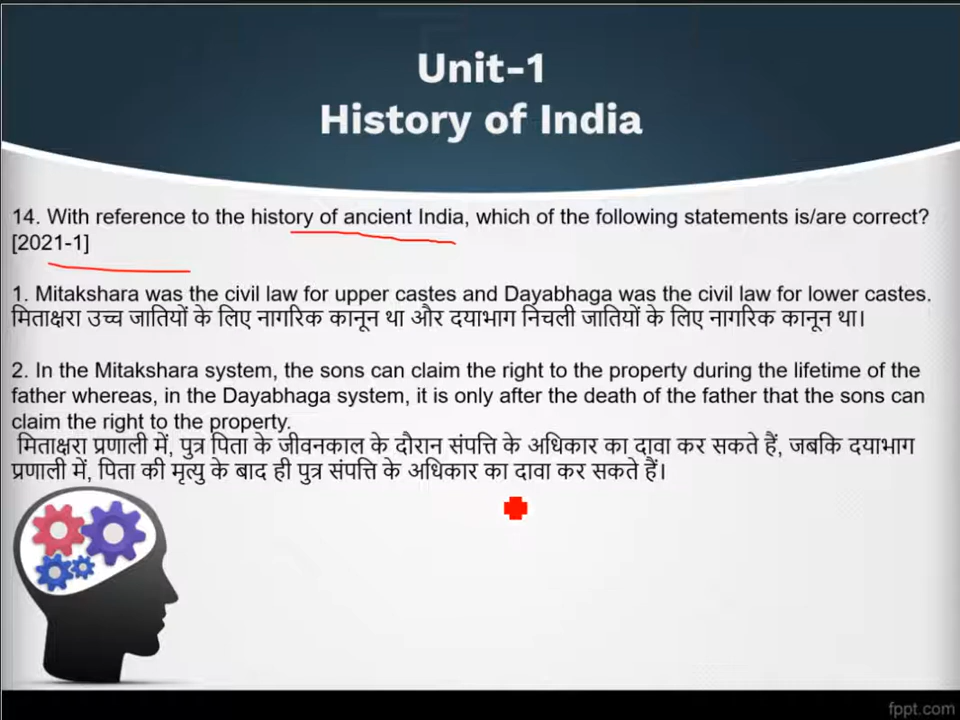 Unit-1
History of India
14. With reference to the history of ancient India, which of the following statements is/are correct?
[2021-1]
1. Mitakshara was the civil law for upper castes and Dayabhaga was the civil law for lower castes.
मिताक्षरा उच्च जातियों के लिए नागरिक कानून था और दयाभाग निचली जातियों के लिए नागरिक कानून था।
2. In the Mitakshara system, the sons can claim the right to the property during the lifetime of the
father whereas, in the Dayabhaga system, it is only after the death of the father that the sons can
claim the right to the property.
मिताक्षरा प्रणाली में, पुत्र पिता के जीवनकाल के दौरान संपत्ति के अधिकार का दावा कर सकते हैं, जबकि दयाभाग
प्रणाली में, पिता की मृत्यु के बाद ही पुत्र संपत्ति के अधिकार का दावा कर सकते हैं।
fppt.com